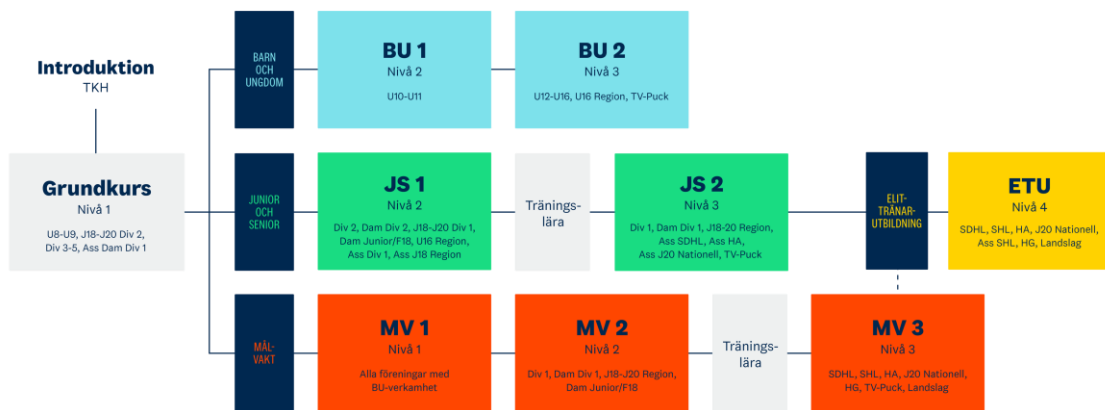 Introduktion
TKH
Grundkurs
Nivå 1
U8-U9, J18-J20 Div 2,
Div 3-5, Ass Dam Div 1
BARN
OCH
UNGDOM
BU 1
Nivå 2
U10-U11
BU 2
Nivå 3
U12-U16, U16 Region, TV-Puck
JUNIOR
OCH
SENIOR
JS 1
Nivå 2
Div 2, Dam Div 2, J18-J20 Div 1,
Dam Junior/F18, U16 Region,
Ass Div 1, Ass J18 Region
Tränings-
lära
JS 2
Nivå 3
Div 1, Dam Div 1, J18-20 Region,
Ass SDHL, Ass HA,
Ass J20 Nationell, TV-Puck
ELIT-
TRÄNAR-
UTBILDNING
ETU
Nivå 4
SDHL, SHL, HA, J20 Nationell,
Ass SHL, HG, Landslag
MÅL-
VAKT
MV 1
Nivå 1
Alla föreningar med
BU-verkamhet
MV 2
Nivå 2
Div 1, Dam Div 1, J18-J20 Region,
Dam Junior/F18
Tränings-
lära
MV 3
Nivå 3
SDHL, SHL, HA, J20 Nationell,
HG, TV-Puck, Landslag